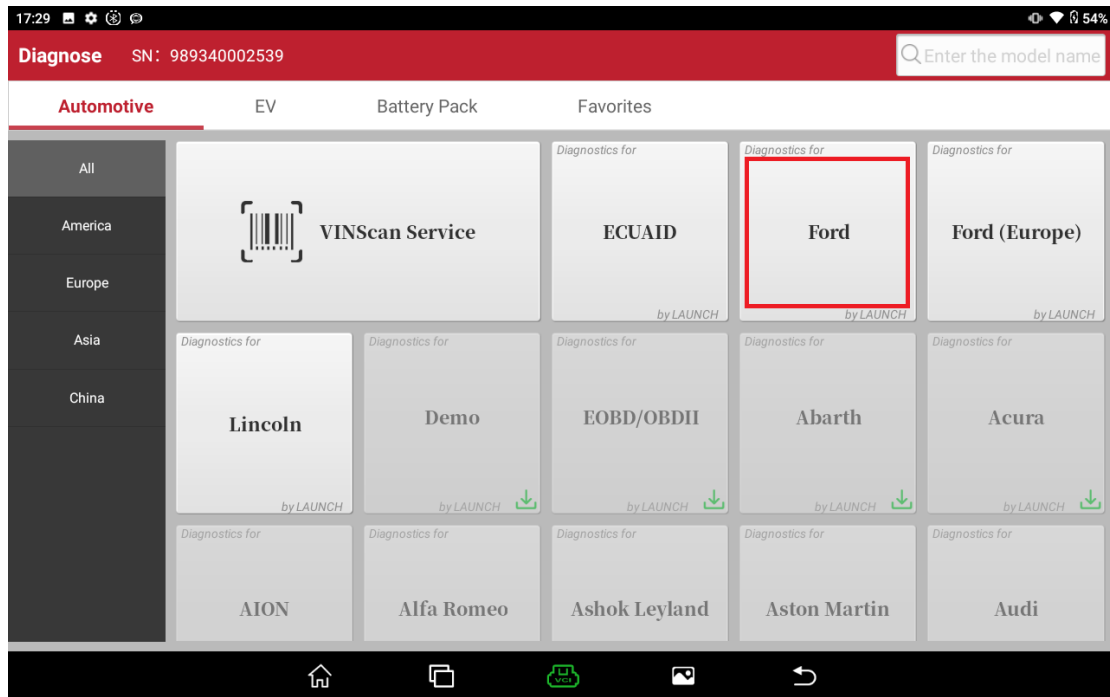 17:29
54%
Diagnose SN: 989340002539
Enter the model name
Automotive EV Battery Pack Favorites
All
America
Europe
Asia
China
VINScan Service
Diagnostics for
ECUAID
by LAUNCH
Diagnostics for
Ford
by LAUNCH
Diagnostics for
Ford (Europe)
by LAUNCH
Diagnostics for
Lincoln
by LAUNCH
Diagnostics for
Demo
by LAUNCH
Diagnostics for
EOBD/OBDII
by LAUNCH
Diagnostics for
Abarth
by LAUNCH
Diagnostics for
Acura
by LAUNCH
Diagnostics for
AION
Diagnostics for
Alfa Romeo
Diagnostics for
Ashok Leyland
Diagnostics for
Aston Martin
Diagnostics for
Audi
VCI